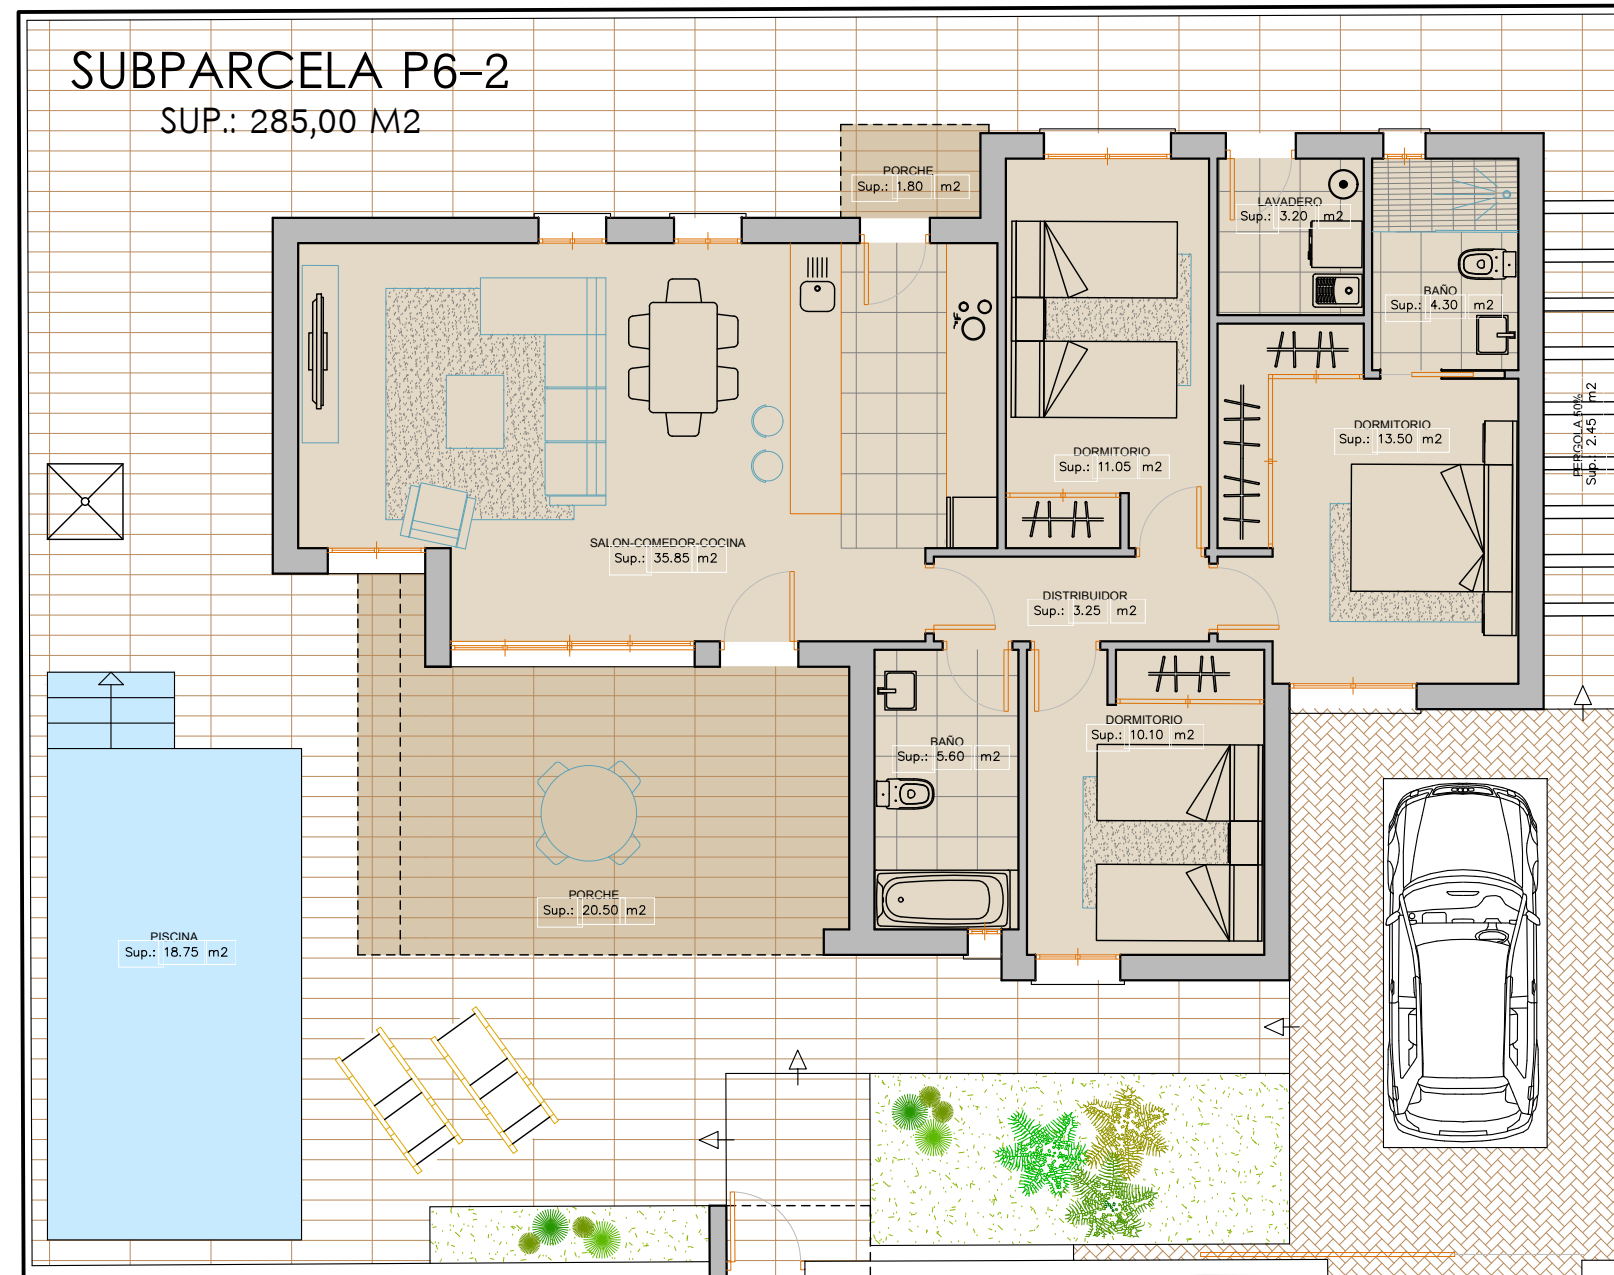 SUBPARCELA P6-2
SUP.: 285,00 M2
PORCHE
Sup.: 1.80 m2
LAVADERO
Sup.: 3.20 m2
BAÑO
Sup.: 4.30 m2
DORMITORIO
Sup.: 13.50 m2
PERGOLA 50%
Sup.: 2.45 m2
DORMITORIO
Sup.: 11.05 m2
SALON-COMEDOR-COCINA
Sup.: 35.85 m2
DISTRIBUIDOR
Sup.: 3.25 m2
BAÑO
Sup.: 5.60 m2
DORMITORIO
Sup.: 10.10 m2
PORCHE
Sup.: 20.50 m2
PISCINA
Sup.: 18.75 m2